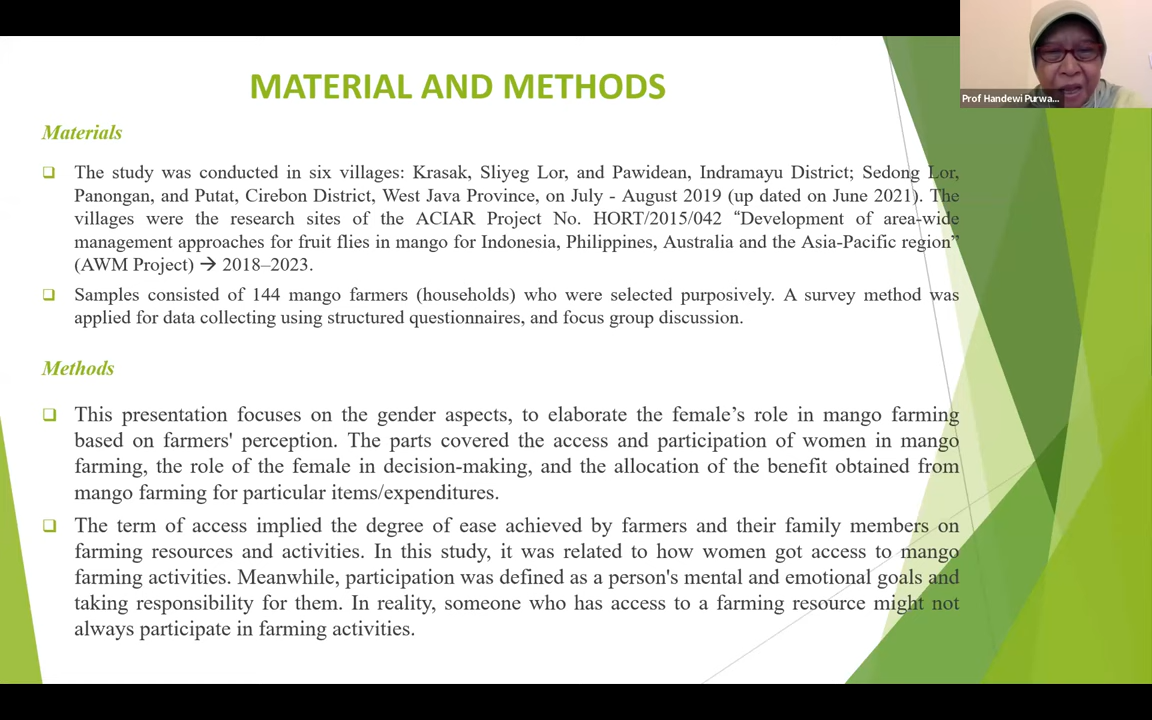 MATERIAL AND METHODS
Prof Handewi Purwa...
Materials
The study was conducted in six villages: Krasak, Sliyeg Lor, and Pawidean, Indramayu District; Sedong Lor,
Panongan, and Putat, Cirebon District, West Java Province, on July - August 2019 (up dated on June 2021). The
villages were the research sites of the ACIAR Project No. HORT/2015/042 “Development of area-wide
management approaches for fruit flies in mango for Indonesia, Philippines, Australia and the Asia-Pacific region”
(AWM Project) → 2018–2023.
Samples consisted of 144 mango farmers (households) who were selected purposively. A survey method was
applied for data collecting using structured questionnaires, and focus group discussion.
Methods
This presentation focuses on the gender aspects, to elaborate the female’s role in mango farming
based on farmers' perception. The parts covered the access and participation of women in mango
farming, the role of the female in decision-making, and the allocation of the benefit obtained from
mango farming for particular items/expenditures.
The term of access implied the degree of ease achieved by farmers and their family members on
farming resources and activities. In this study, it was related to how women got access to mango
farming activities. Meanwhile, participation was defined as a person's mental and emotional goals and
taking responsibility for them. In reality, someone who has access to a farming resource might not
always participate in farming activities.